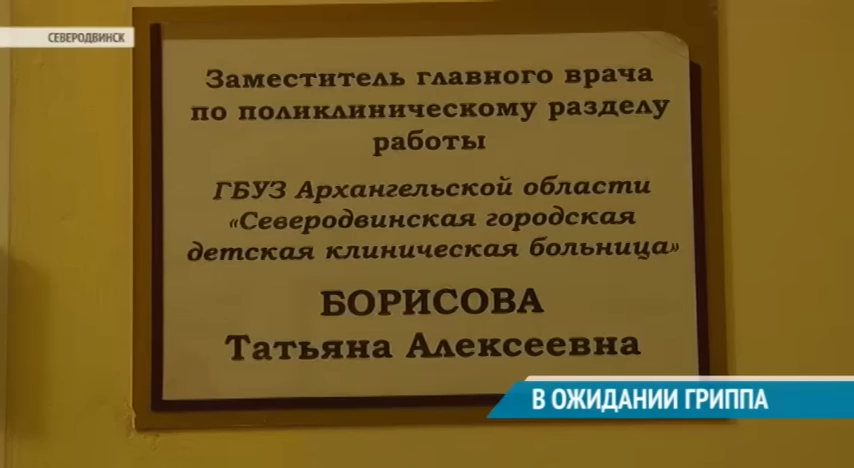 СЕВЕРОДВИНСК
Заместитель главного врача
по поликлиническому разделу
работы
ГБУЗ Архангельской области
«Северодвинская городская
детская клиническая больница»
БОРИСОВА
Татьяна Алексеевна
В ОЖИДАНИИ ГРИППА